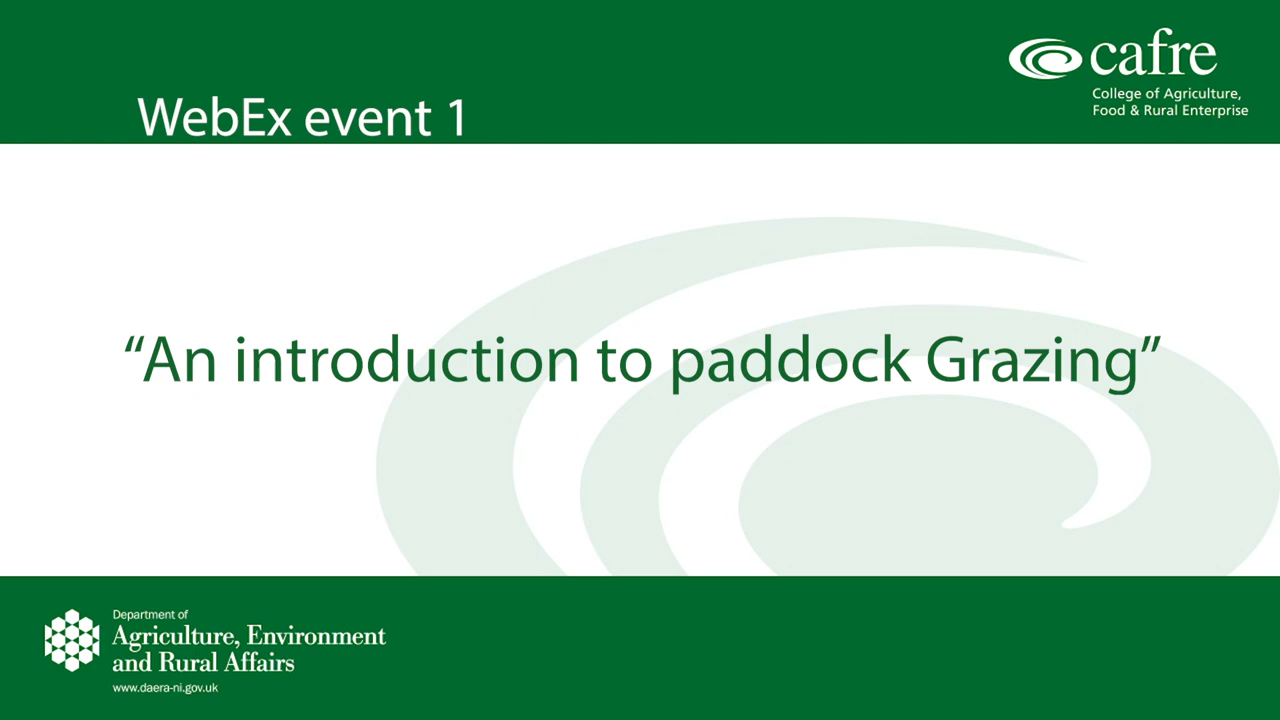 cafre
College of Agriculture,
Food & Rural Enterprise
WebEx event 1
“An introduction to paddock Grazing”
Department of
Agriculture, Environment
and Rural Affairs
www.daera-ni.gov.uk